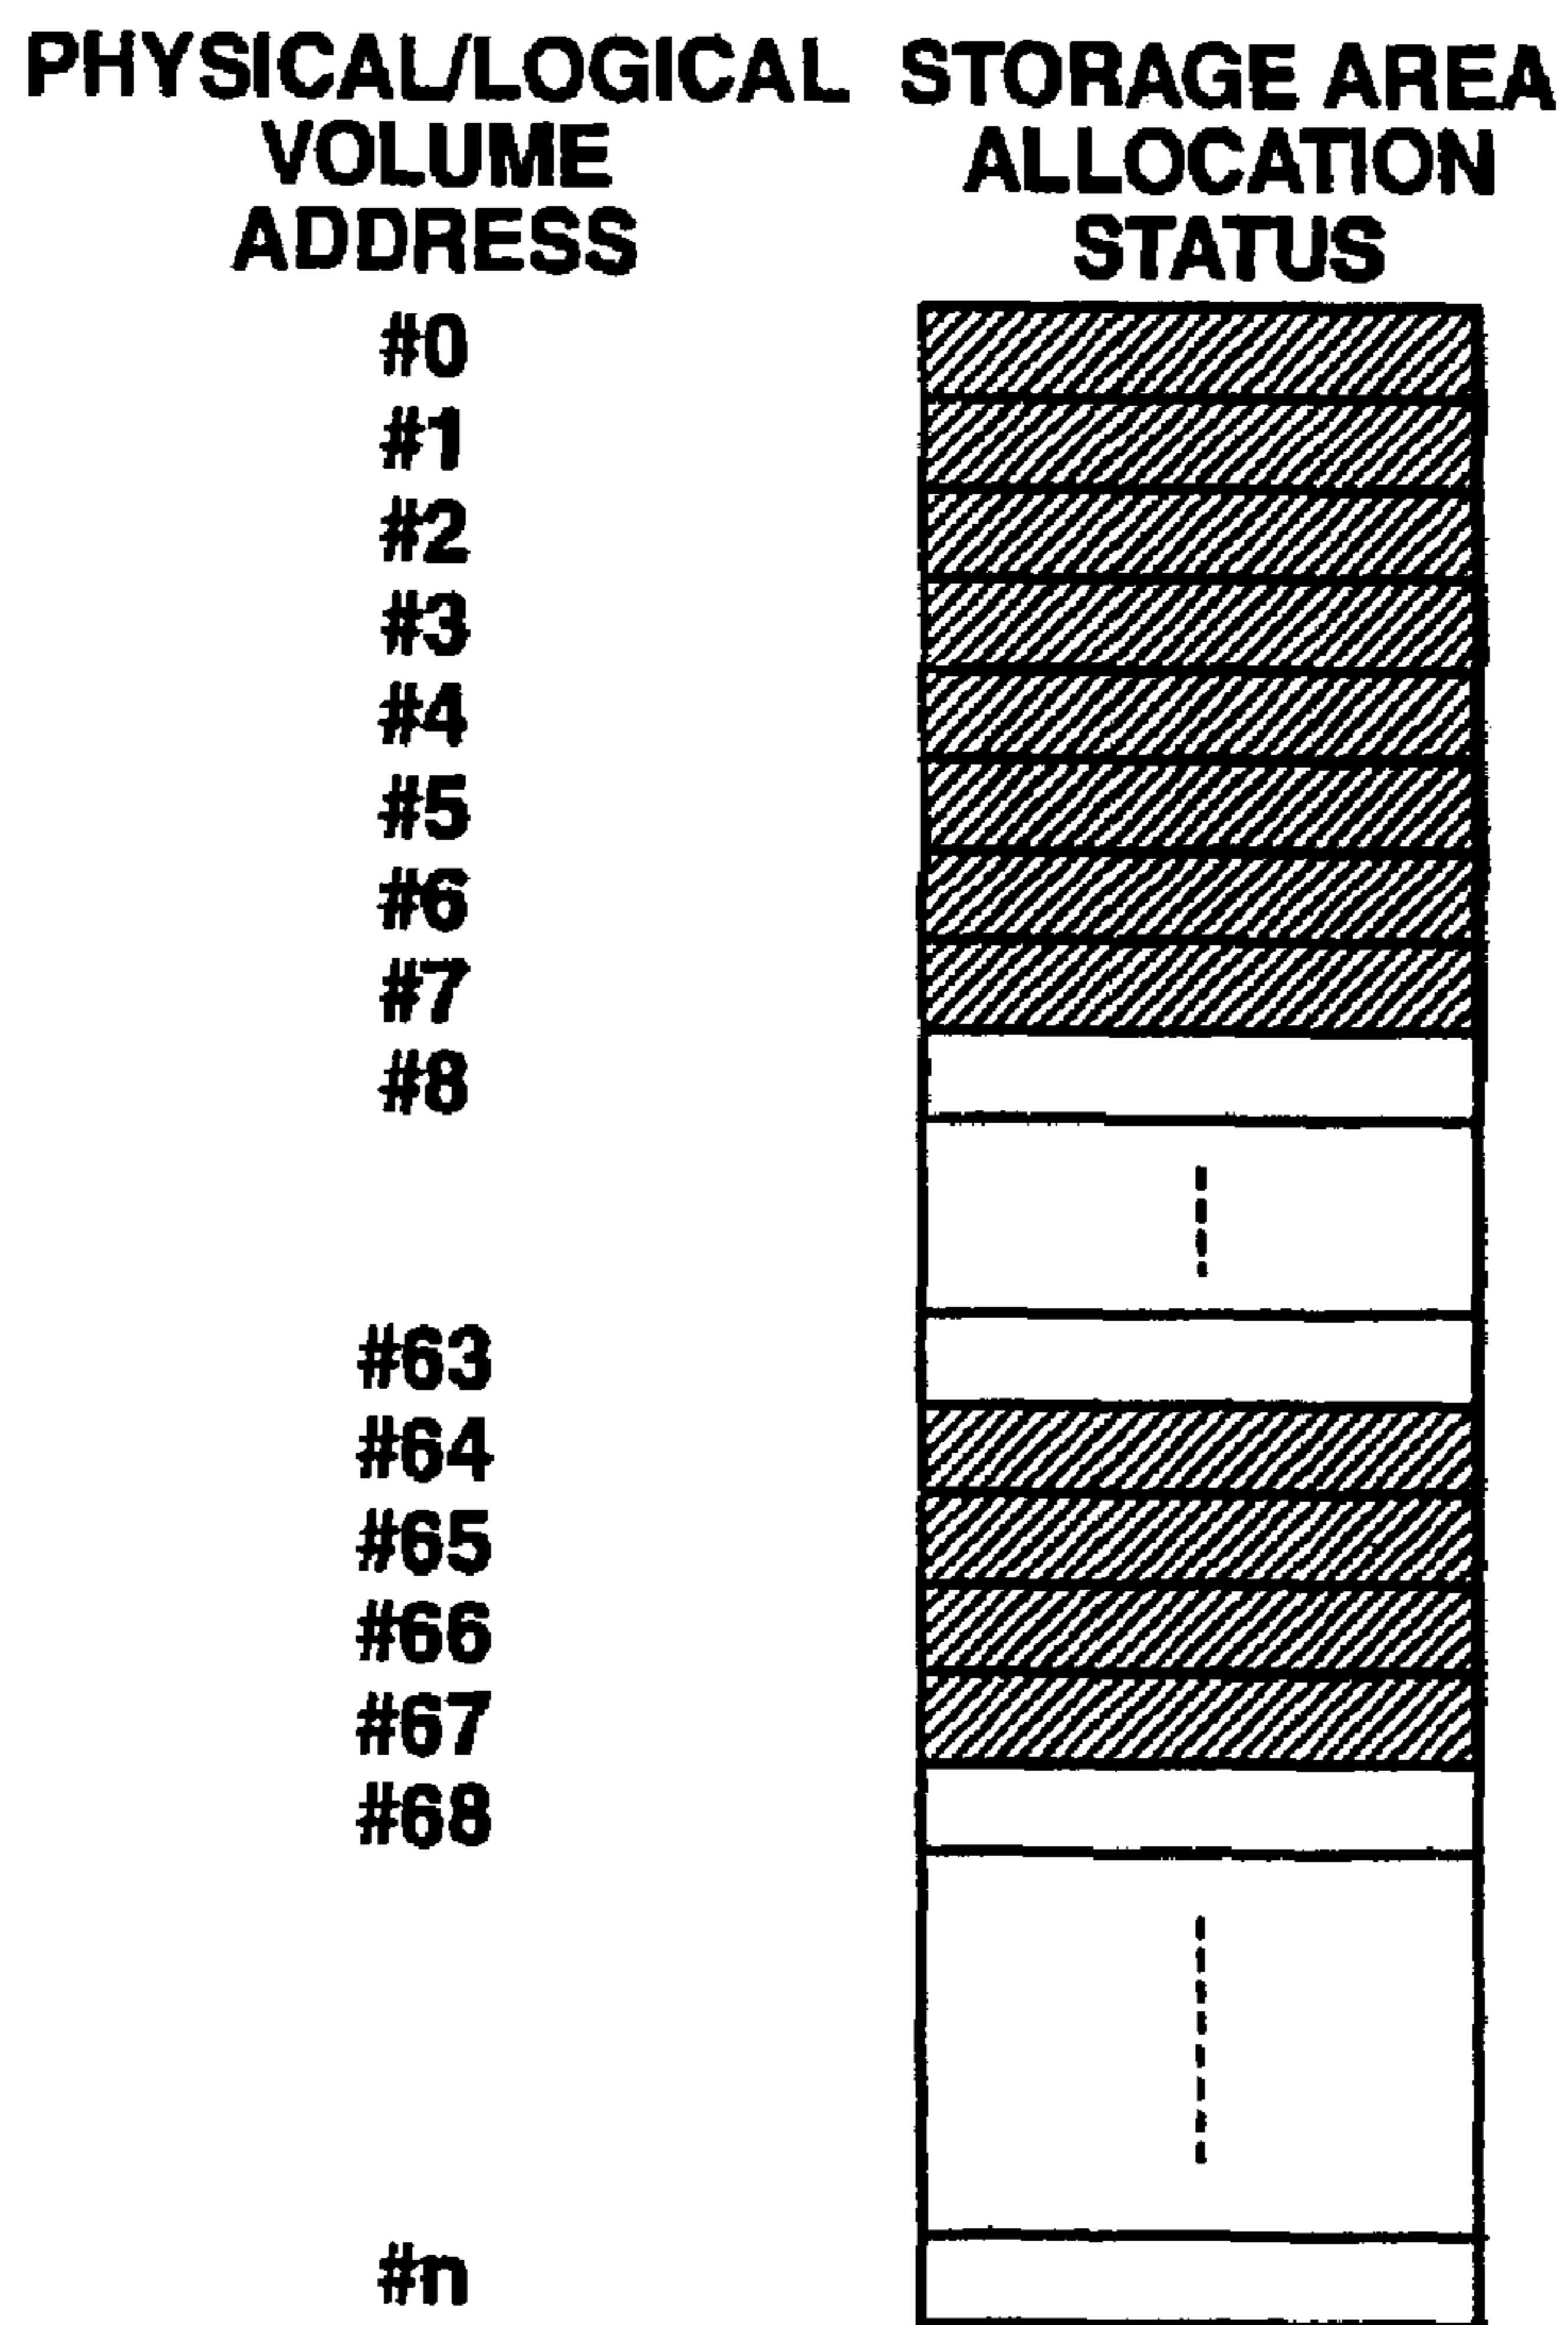 PHYSICAL/LOGICAL
VOLUME
ADDRESS
STORAGE AREA
ALLOCATION
STATUS
#0
#1
#2
#3
#4
#5
#6
#7
#8
#63
#64
#65
#66
#67
#68
#n